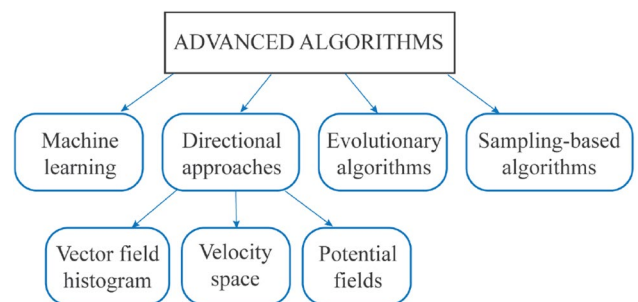 ADVANCED ALGORITHMS
Machine
learning
Directional
approaches
Evolutionary
algorithms
Sampling-based
algorithms
Vector field
histogram
Velocity
space
Potential
fields